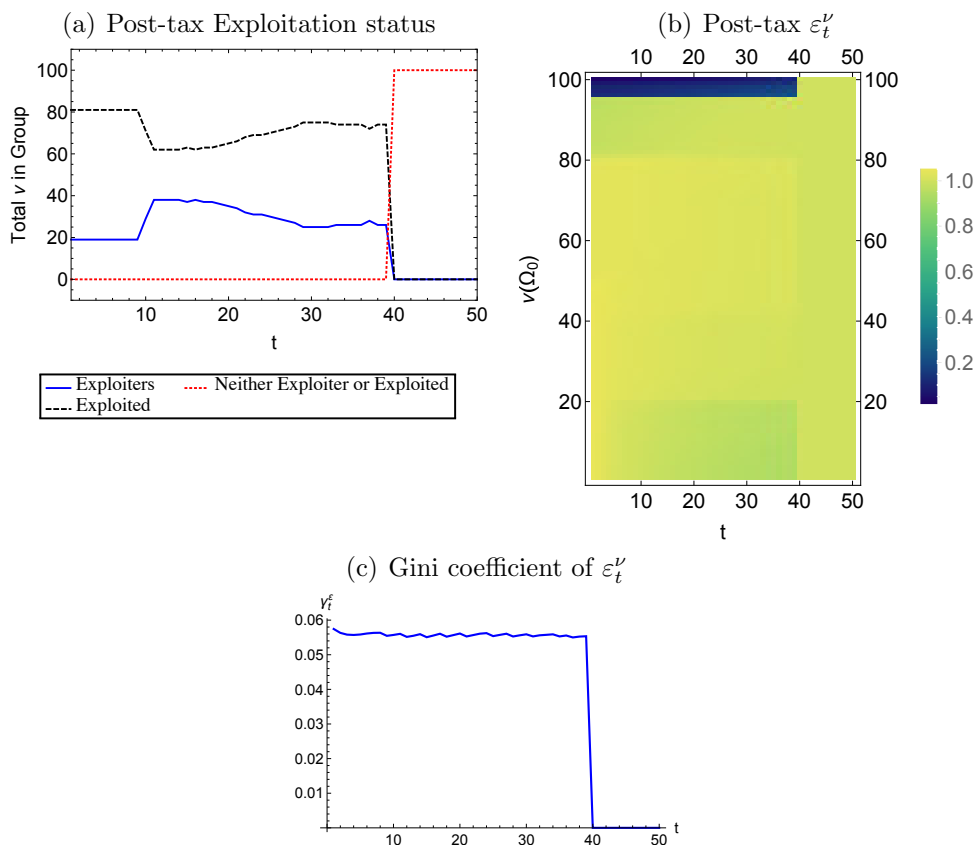 (a) Post-tax Exploitation status
100
80
60
40
20
0
Total ν in Group
10 20 30 40 50
t
Exploiters
Neither Exploiter or Exploited
Exploited
(b) Post-tax ε_t^ν
10 20 30 40 50
100 100
80 80
60 60
40 40
20 20
ν(Ω₀)
10 20 30 40 50
t
1.0
0.8
0.6
0.4
0.2
(c) Gini coefficient of ε_t^ν
γ_t^ε
0.06
0.05
0.04
0.03
0.02
0.01
10 20 30 40 50
t